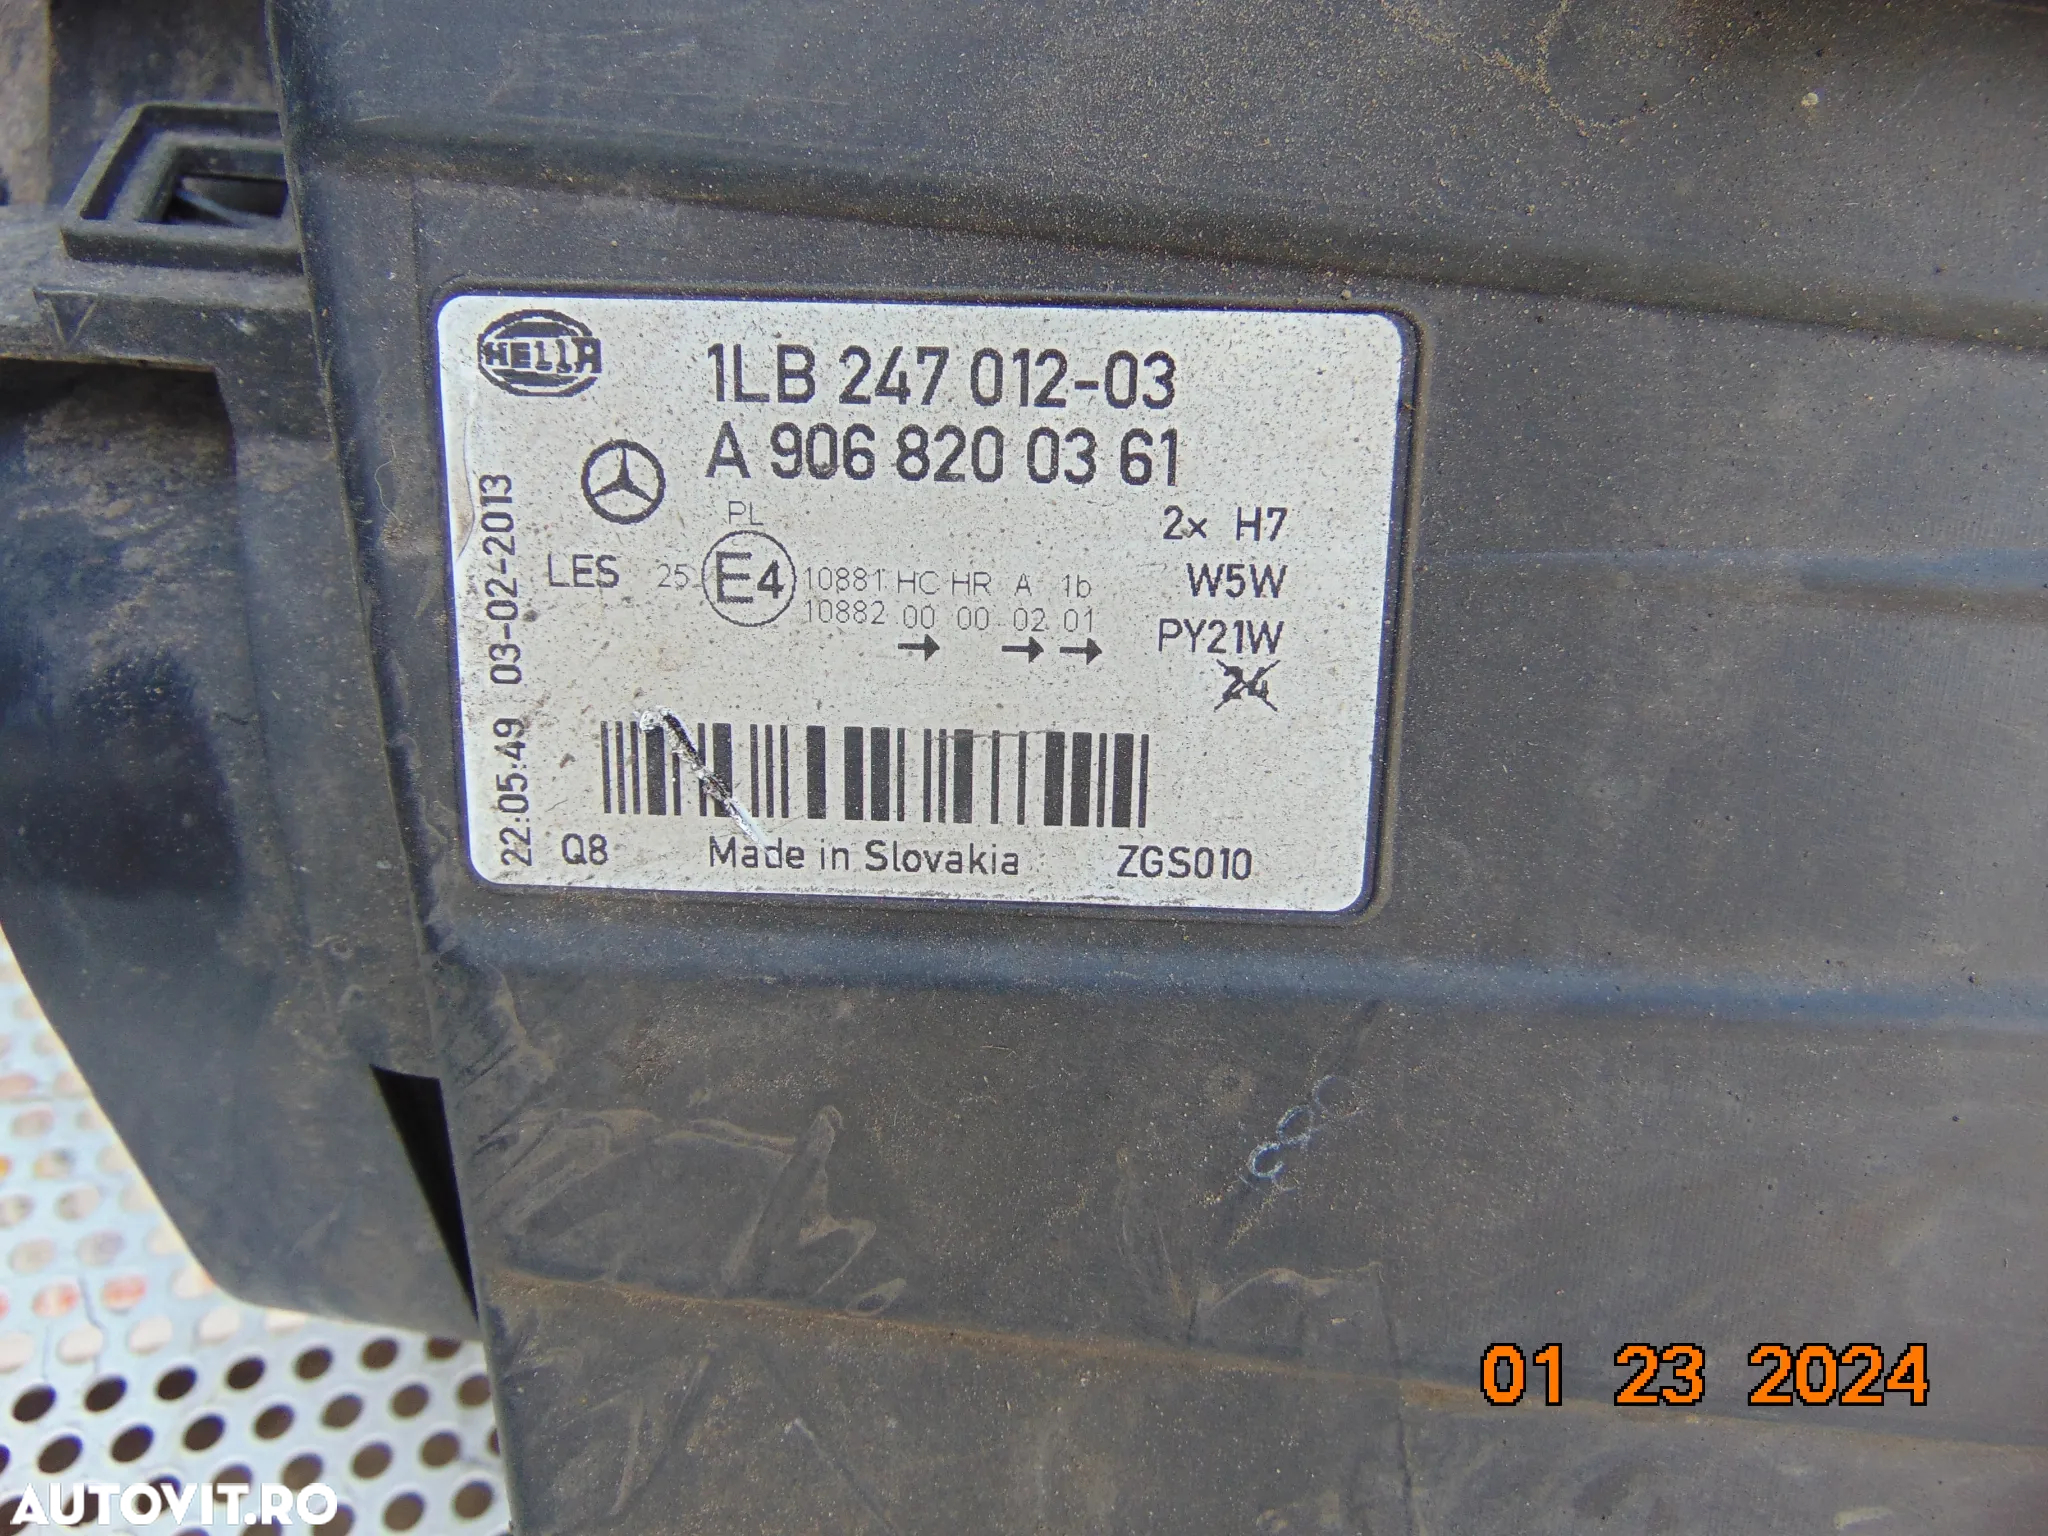 HELLA
1LB 247 012-03
A 906 820 03 61
PL
2x H7
LES 25 E4 10881 HC HR A 1b
W5W
10882 00 00 02 01
→ → →
PY21W
24
22:05:49 03-02-2013
Q8 Made in Slovakia ZGS010
01 23 2024
AUTOVIT.RO